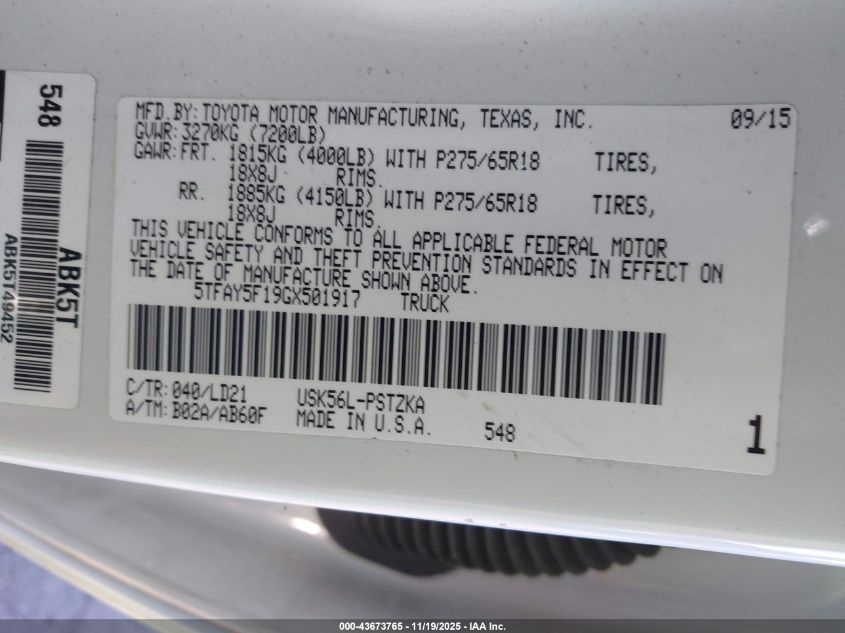 548
ABK5T
ABK5T49452
MFD.BY:TOYOTA MOTOR MANUFACTURING, TEXAS, INC. 09/15
GVWR:3270KG (7200LB)
GAWR:FRT. 1815KG (4000LB) WITH P275/65R18 TIRES,
18X8J RIMS.
RR. 1885KG (4150LB) WITH P275/65R18 TIRES,
18X8J RIMS.
THIS VEHICLE CONFORMS TO ALL APPLICABLE FEDERAL MOTOR
VEHICLE SAFETY AND THEFT PREVENTION STANDARDS IN EFFECT ON
THE DATE OF MANUFACTURE SHOWN ABOVE.
5TFAY5F19GX501917 TRUCK
C/TR:040/LD21 USK56L-PSTZKA
A/TM:B02A/AB60F MADE IN U.S.A. 548 1
000-43673765 - 11/19/2025 - IAA Inc.